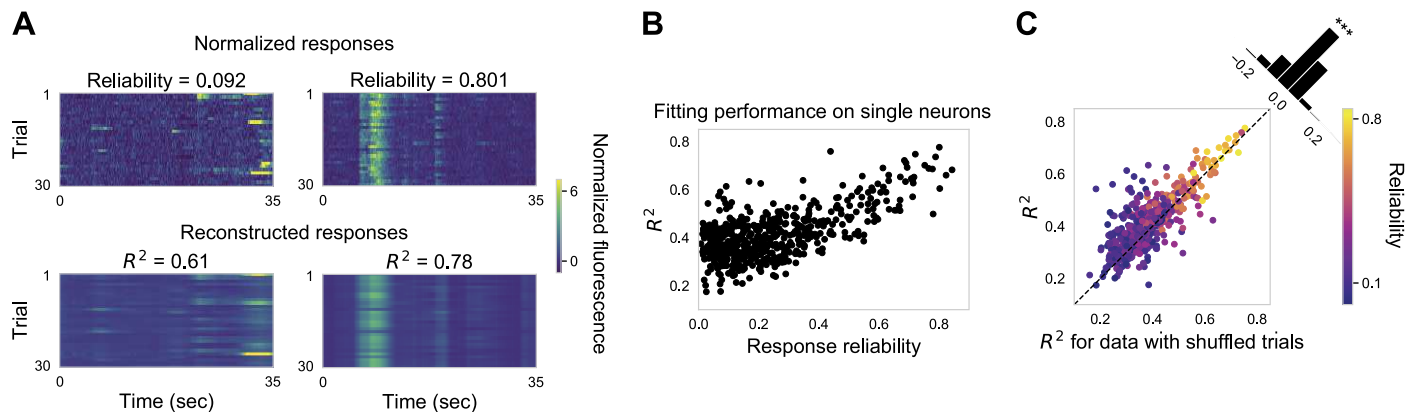 A
Normalized responses
Reliability = 0.092
Reliability = 0.801
1
Trial
30
0
35
0
35
Reconstructed responses
R² = 0.61
R² = 0.78
1
Trial
30
0
35
0
35
Time (sec)
Time (sec)
6
0
Normalized fluorescence
B
Fitting performance on single neurons
0.8
0.6
0.4
0.2
R²
0.0
0.2
0.4
0.6
0.8
Response reliability
C
***
−0.2
0.0
0.2
0.8
0.6
0.4
0.2
R²
0.2
0.4
0.6
0.8
R² for data with shuffled trials
0.8
0.1
Reliability